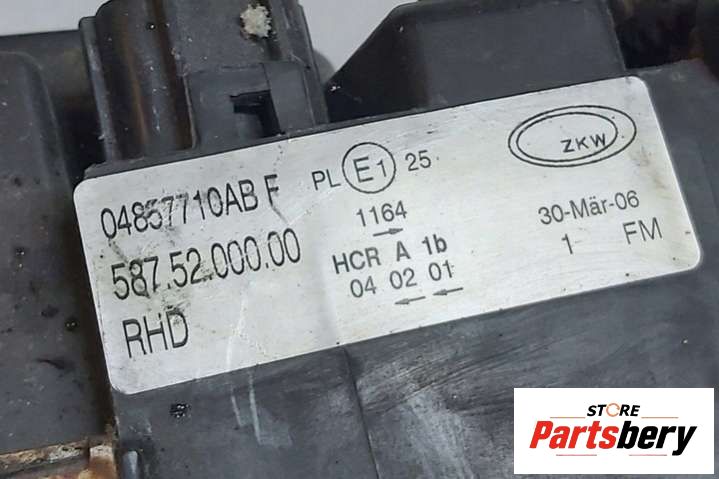 04857710AB F
587.52.000.00
RHD
PL E1 25
1164
→
HCR A 1b
04 02 01
← ←
ZKW
30-Mär-06
1 FM
STORE
Partsbery